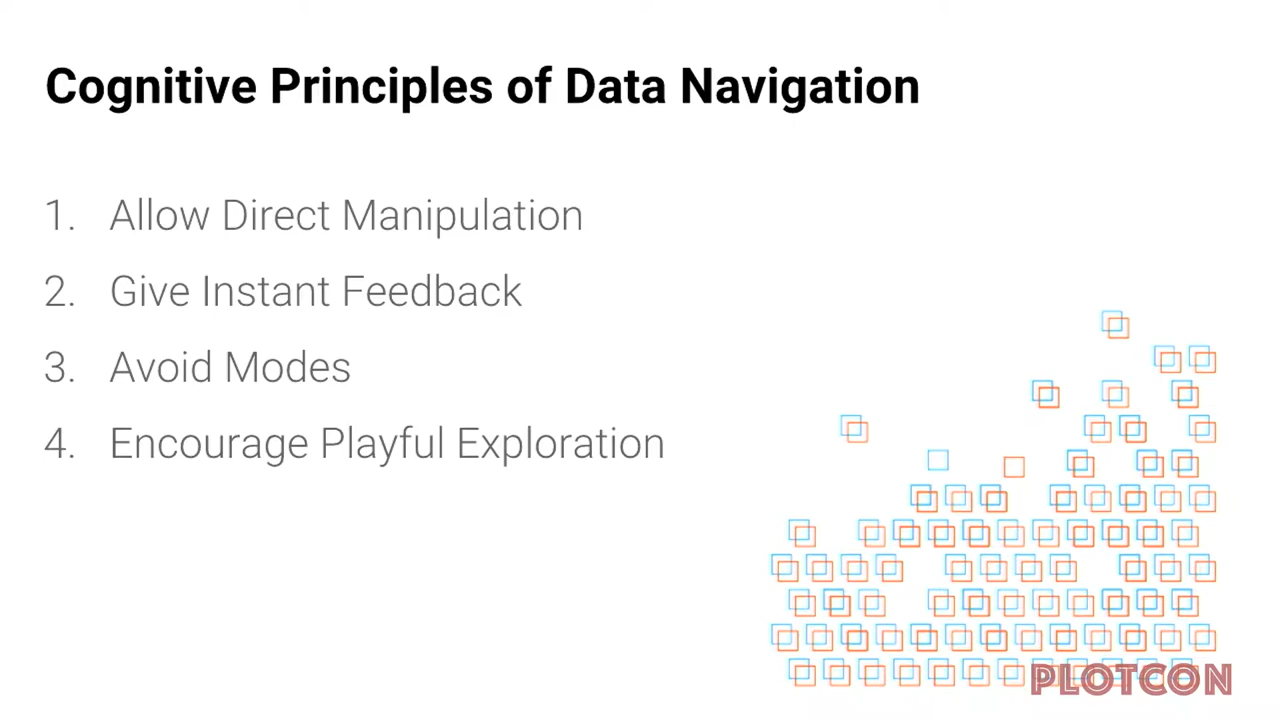 Cognitive Principles of Data Navigation
1. Allow Direct Manipulation
2. Give Instant Feedback
3. Avoid Modes
4. Encourage Playful Exploration
PLOTCON